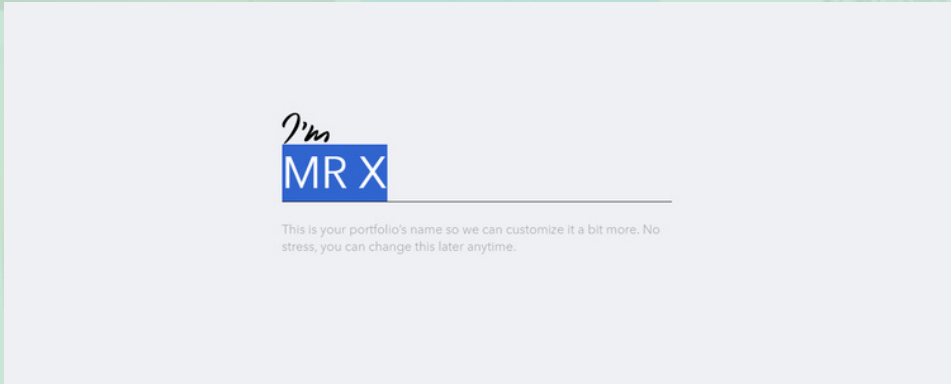 I'm
MR X
This is your portfolio's name so we can customize it a bit more. No
stress, you can change this later anytime.